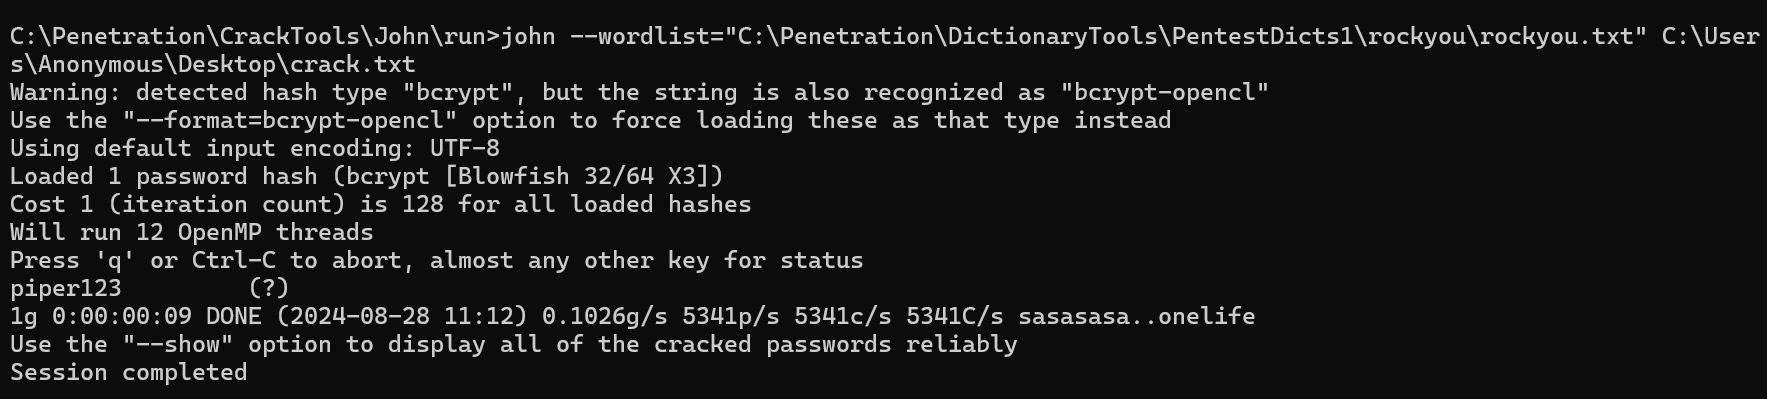 C:\Penetration\CrackTools\John\run>john --wordlist="C:\Penetration\DictionaryTools\PentestDicts1\rockyou\rockyou.txt" C:\User
s\Anonymous\Desktop\crack.txt
Warning: detected hash type "bcrypt", but the string is also recognized as "bcrypt-opencl"
Use the "--format=bcrypt-opencl" option to force loading these as that type instead
Using default input encoding: UTF-8
Loaded 1 password hash (bcrypt [Blowfish 32/64 X3])
Cost 1 (iteration count) is 128 for all loaded hashes
Will run 12 OpenMP threads
Press 'q' or Ctrl-C to abort, almost any other key for status
piper123         (?)
1g 0:00:00:09 DONE (2024-08-28 11:12) 0.1026g/s 5341p/s 5341c/s 5341C/s sasasasa..onelife
Use the "--show" option to display all of the cracked passwords reliably
Session completed